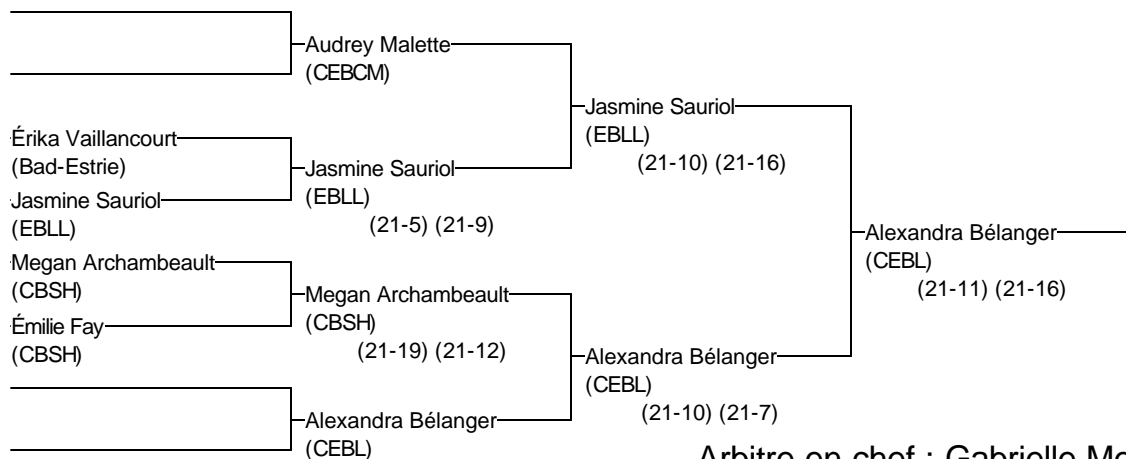 Audrey Malette
(CEBCM)
Jasmine Sauriol
(EBLL)
(21-10) (21-16)
Érika Vaillancourt
(Bad-Estrie)
Jasmine Sauriol
(EBLL)
(21-5) (21-9)
Jasmine Sauriol
(EBLL)
Alexandra Bélanger
(CEBL)
(21-11) (21-16)
Megan Archambeault
(CBSH)
Megan Archambeault
(CBSH)
(21-19) (21-12)
Émilie Fay
(CBSH)
Alexandra Bélanger
(CEBL)
(21-10) (21-7)
Alexandra Bélanger
(CEBL)
Arbitre en chef : Gabrielle